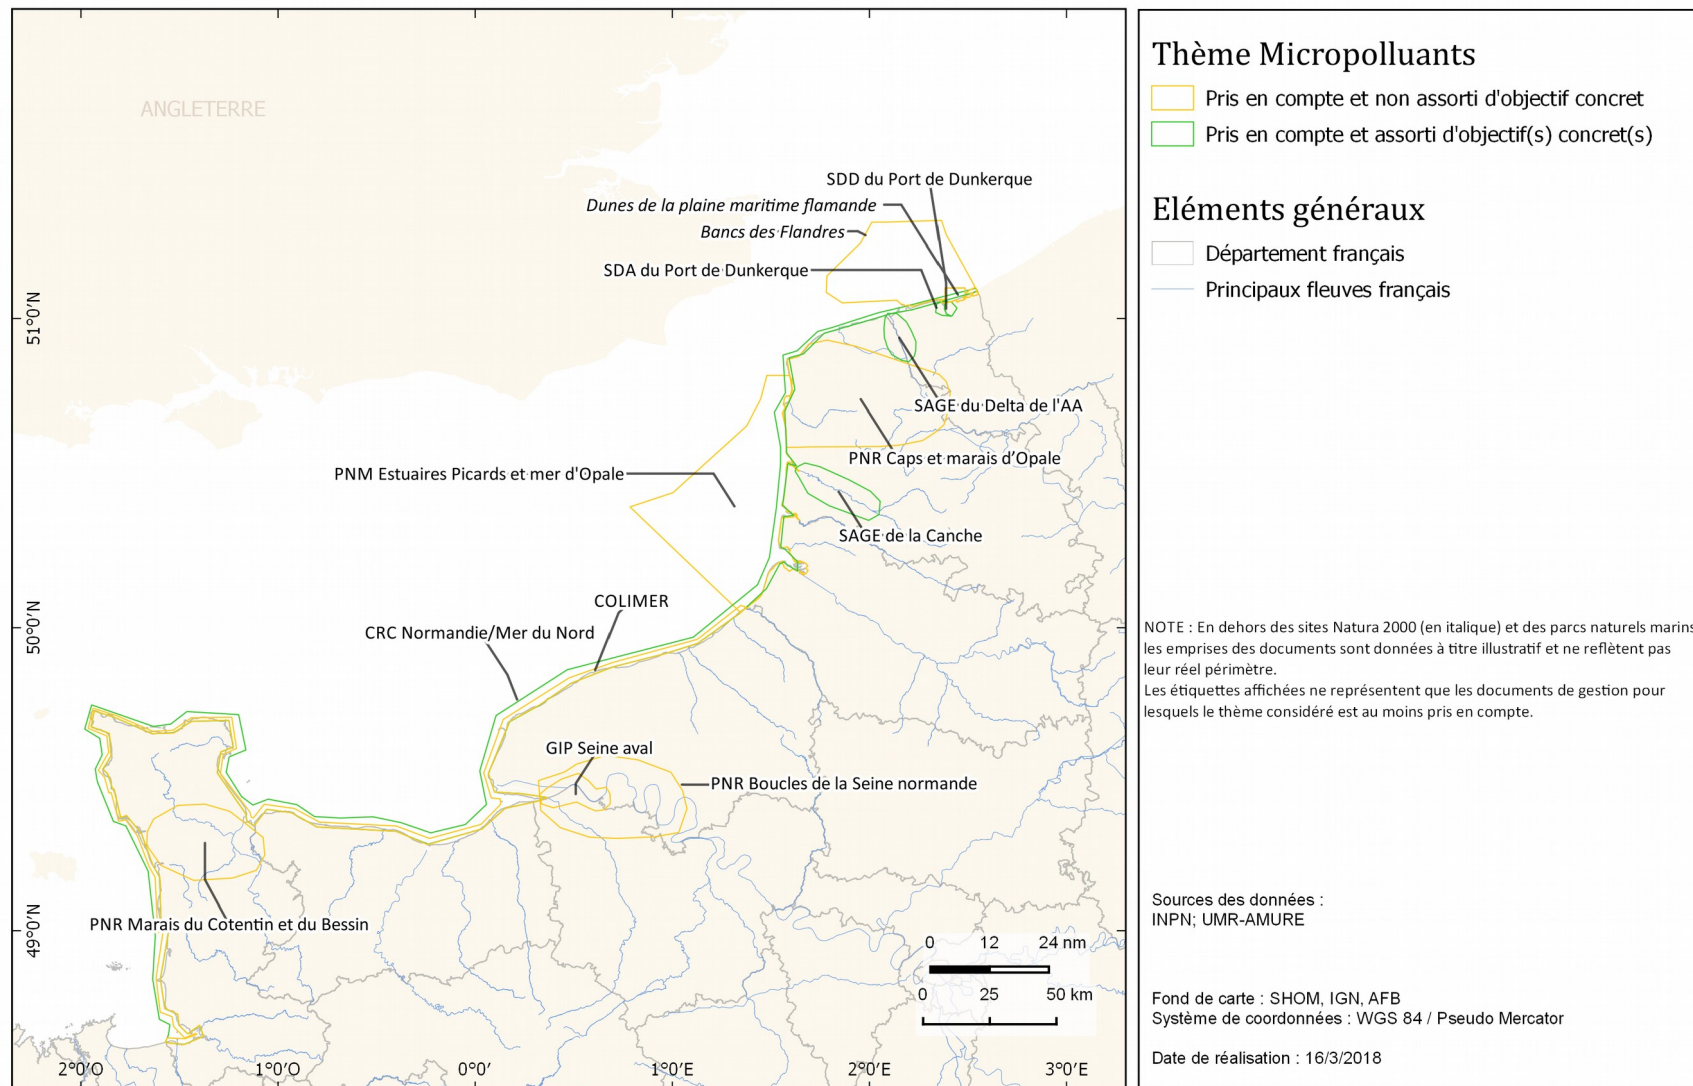 ANGLETERRE
SDD du Port de Dunkerque
Dunes de la plaine maritime flamande
Bancs des Flandres
SDA du Port de Dunkerque
51°0'N
SAGE du Delta de l'AA
PNR Caps et marais d'Opale
PNM Estuaires Picards et mer d'Opale
SAGE de la Canche
COLIMER
50°0'N
CRC Normandie/Mer du Nord
GIP Seine aval
PNR Boucles de la Seine normande
PNR Marais du Cotentin et du Bessin
49°0'N
0 12 24 nm
0 25 50 km
2°0'O 1°0'O 0°0' 1°0'E 2°0'E 3°0'E
Thème Micropolluants
Pris en compte et non assorti d'objectif concret
Pris en compte et assorti d'objectif(s) concret(s)
Eléments généraux
Département français
Principaux fleuves français
NOTE : En dehors des sites Natura 2000 (en italique) et des parcs naturels marins
les emprises des documents sont données à titre illustratif et ne reflètent pas
leur réel périmètre.
Les étiquettes affichées ne représentent que les documents de gestion pour
lesquels le thème considéré est au moins pris en compte.
Sources des données :
INPN; UMR-AMURE
Fond de carte : SHOM, IGN, AFB
Système de coordonnées : WGS 84 / Pseudo Mercator
Date de réalisation : 16/3/2018